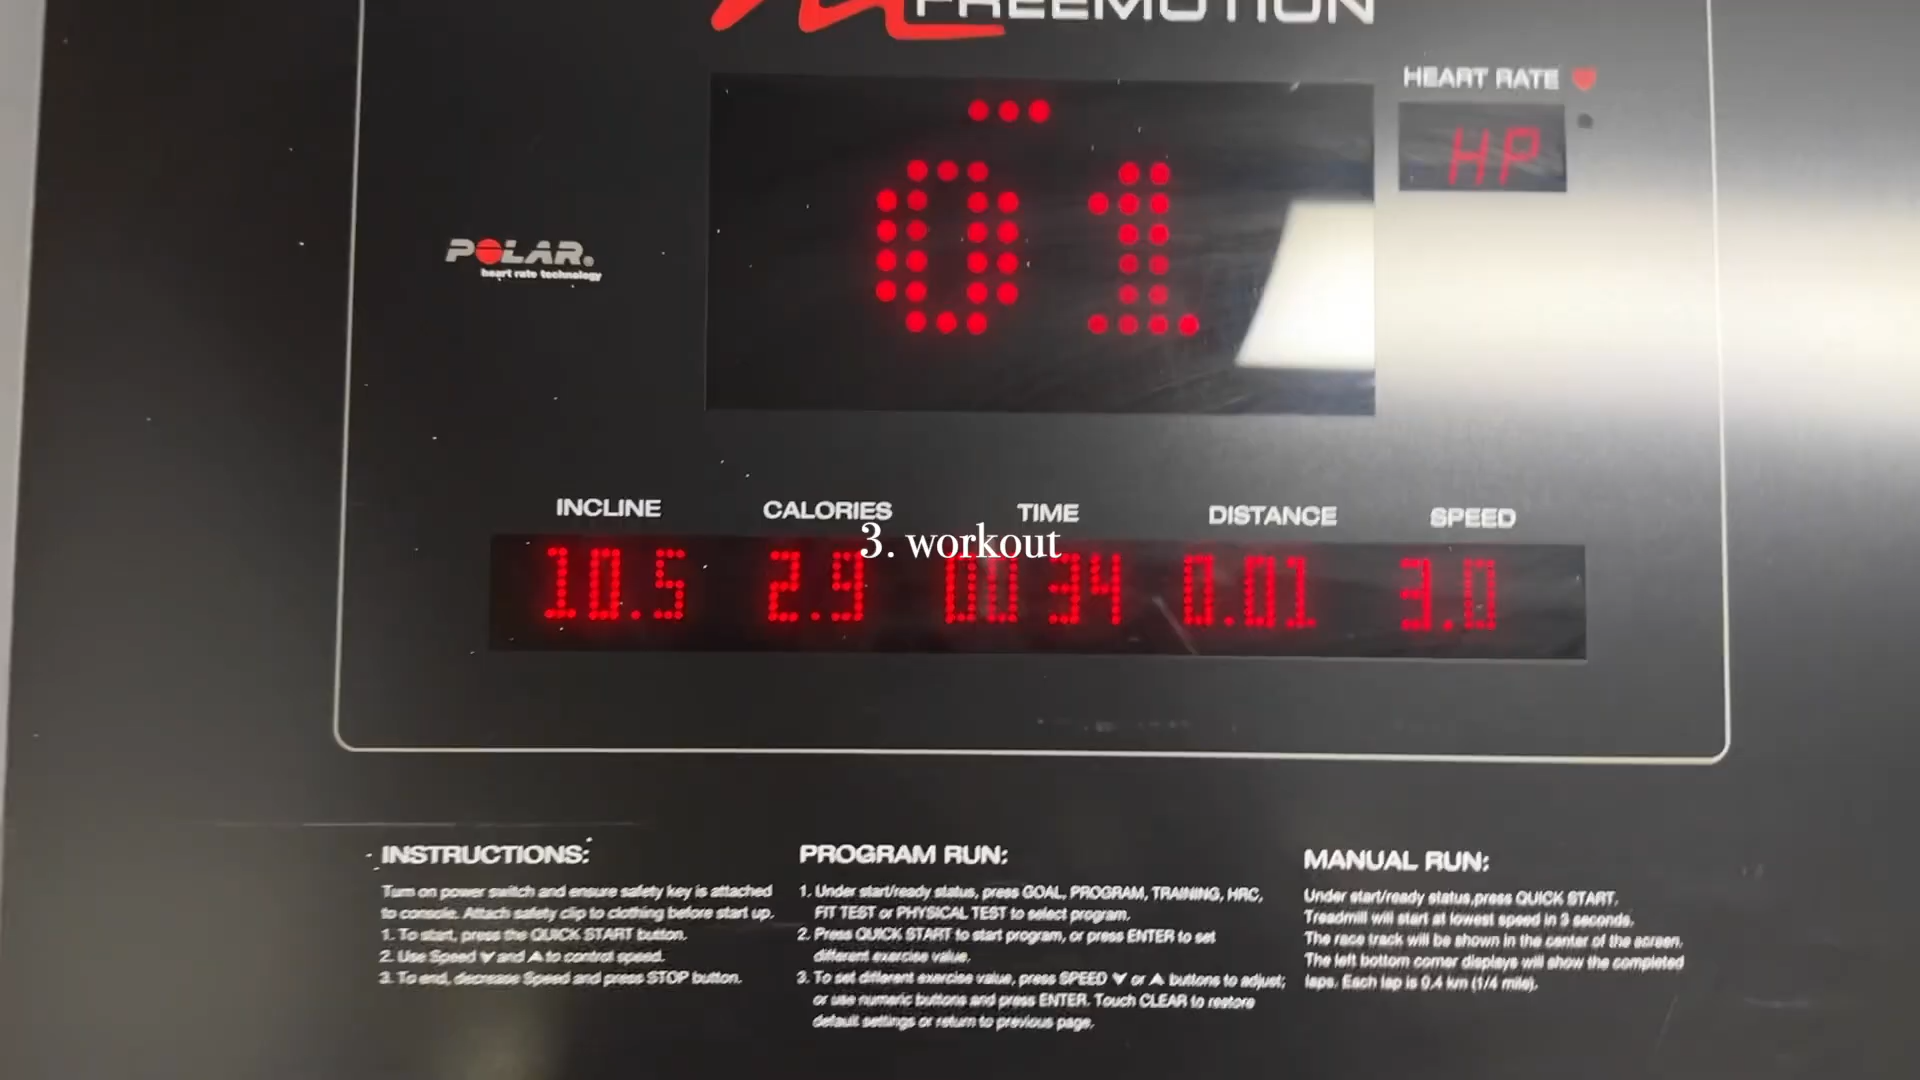 FREEMOTION
HEART RATE
HP
01
POLAR®
heart rate technology
INCLINE CALORIES TIME DISTANCE SPEED
3. workout
10.5 2.9 00 34 0.01 3.0
INSTRUCTIONS:
Turn on power switch and ensure safety key is attached
to console. Attach safety clip to clothing before start up.
1. To start, press the QUICK START button.
2. Use Speed ▼ and ▲ to control speed.
3. To end, decrease Speed and press STOP button.
PROGRAM RUN:
1. Under start/ready status, press GOAL, PROGRAM, TRAINING, HRC,
FIT TEST or PHYSICAL TEST to select program.
2. Press QUICK START to start program, or press ENTER to set
different exercise value.
3. To set different exercise value, press SPEED ▼ or ▲ buttons to adjust;
or use numeric buttons and press ENTER. Touch CLEAR to restore
default settings or return to previous page.
MANUAL RUN:
Under start/ready status,press QUICK START.
Treadmill will start at lowest speed in 3 seconds.
The race track will be shown in the center of the screen.
The left bottom corner displays will show the completed
laps. Each lap is 0.4 km (1/4 mile).